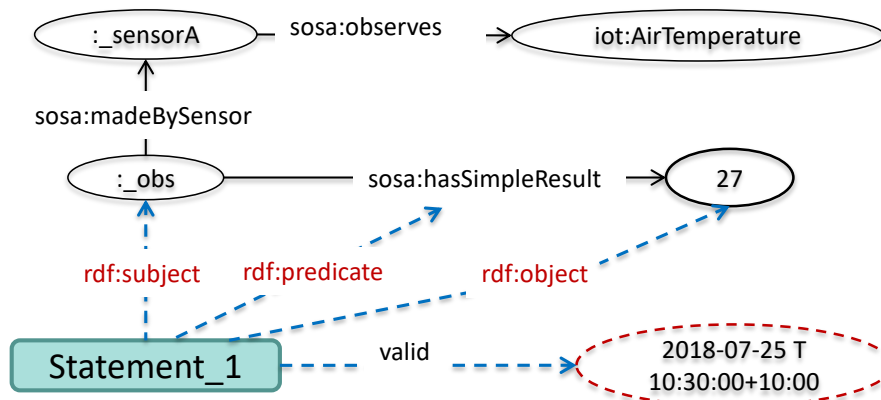 :_sensorA
sosa:observes
iot:AirTemperature
sosa:madeBySensor
:_obs
sosa:hasSimpleResult
27
rdf:subject
rdf:predicate
rdf:object
Statement_1
valid
2018-07-25 T
10:30:00+10:00